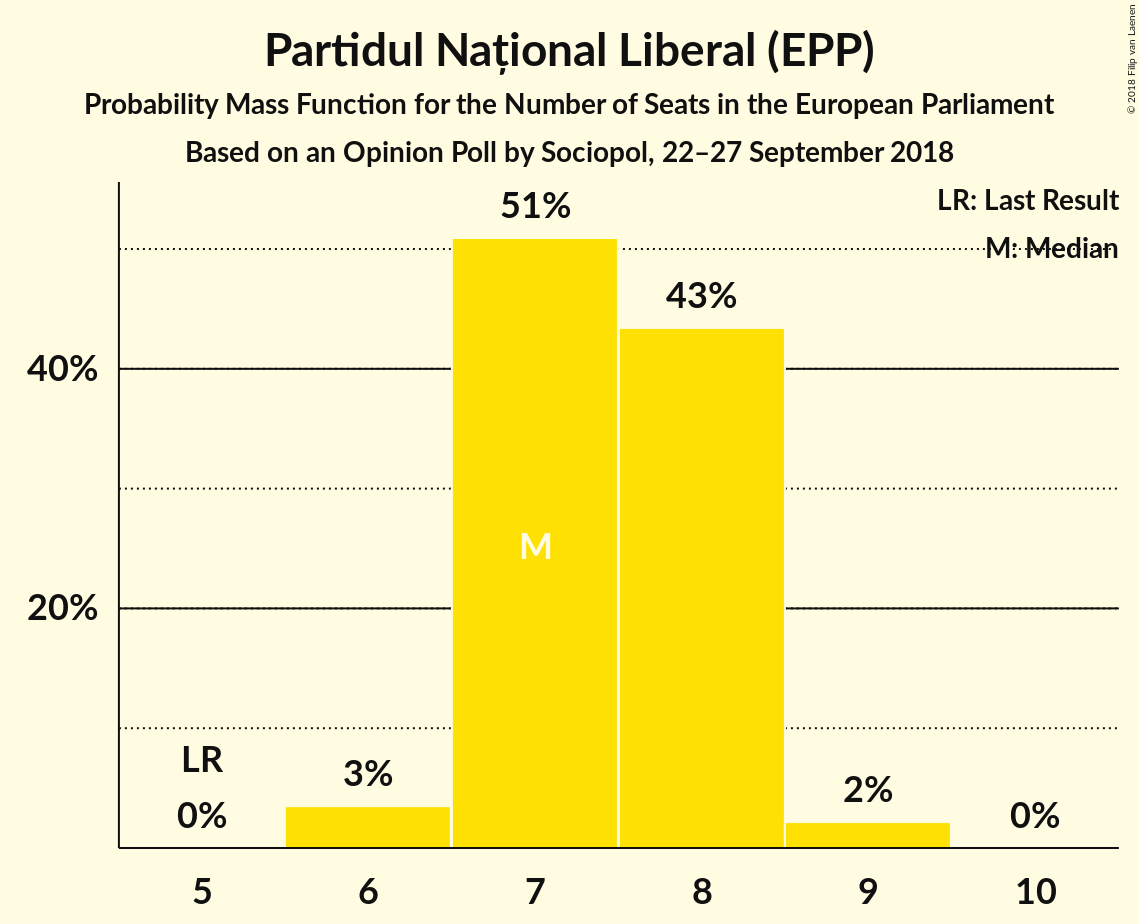 Partidul Național Liberal (EPP)
Probability Mass Function for the Number of Seats in the European Parliament
Based on an Opinion Poll by Sociopol, 22–27 September 2018
© 2018 Filip van Laenen
LR: Last Result
M: Median
51%
43%
40%
M
20%
LR
3%
2%
0%
0%
5 6 7 8 9 10